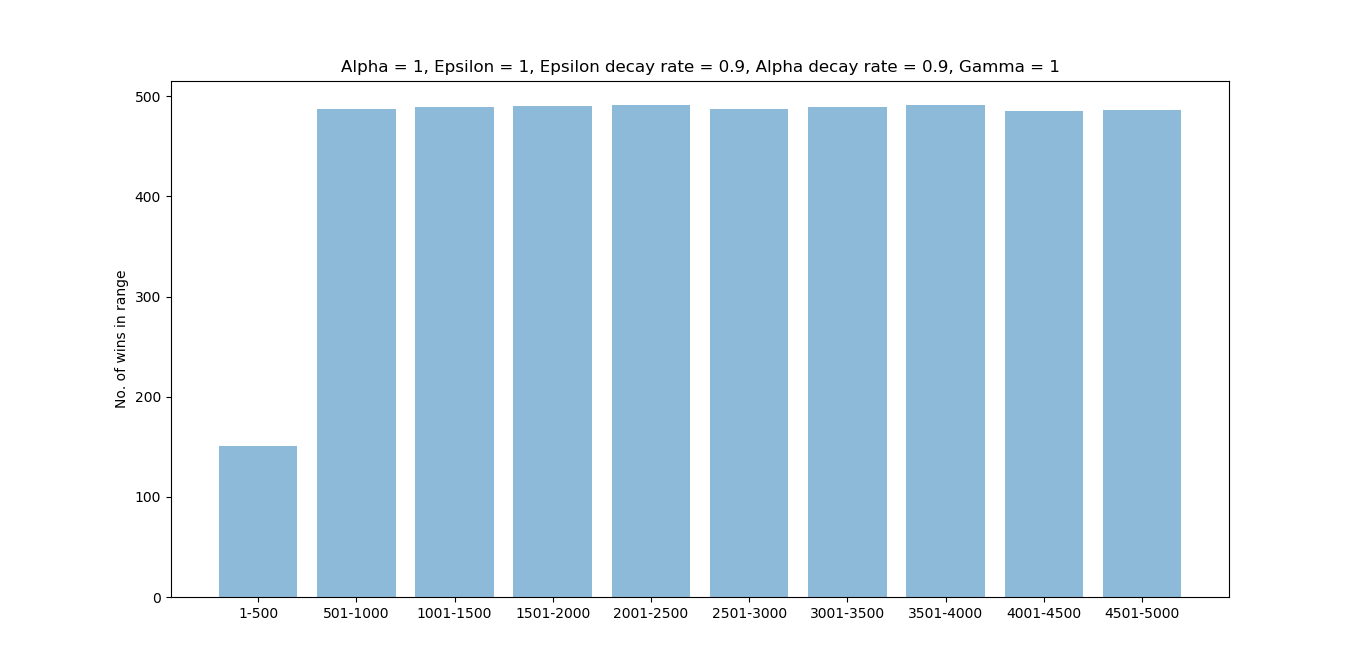 Alpha = 1, Epsilon = 1, Epsilon decay rate = 0.9, Alpha decay rate = 0.9, Gamma = 1
No. of wins in range
500
400
300
200
100
0
1-500 501-1000 1001-1500 1501-2000 2001-2500 2501-3000 3001-3500 3501-4000 4001-4500 4501-5000